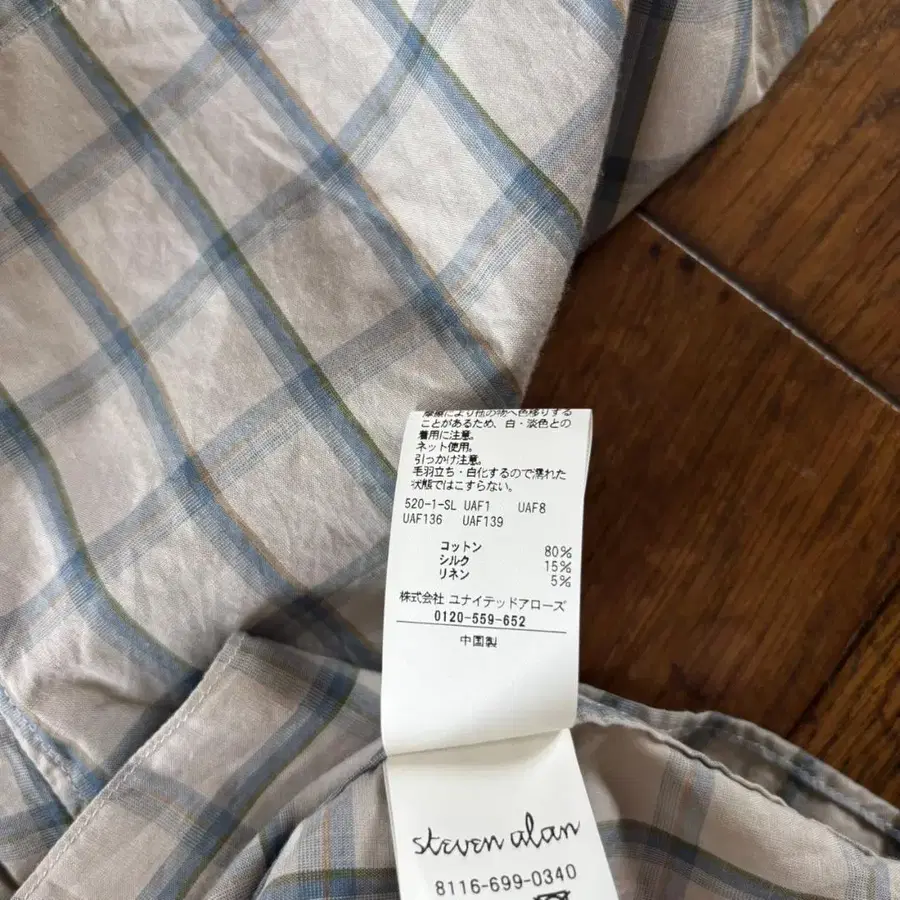 摩擦により他の物へ色移りする
ことがあるため、白・淡色との
着用に注意。
ネット使用。
引っかけ注意。
毛羽立ち・白化するので濡れた
状態ではこすらない。
520-1-SL UAF1 UAF8
UAF136 UAF139
コットン 80%
シルク 15%
リネン 5%
株式会社 ユナイテッドアローズ
0120-559-652
中国製
steven alan
8116-699-0340